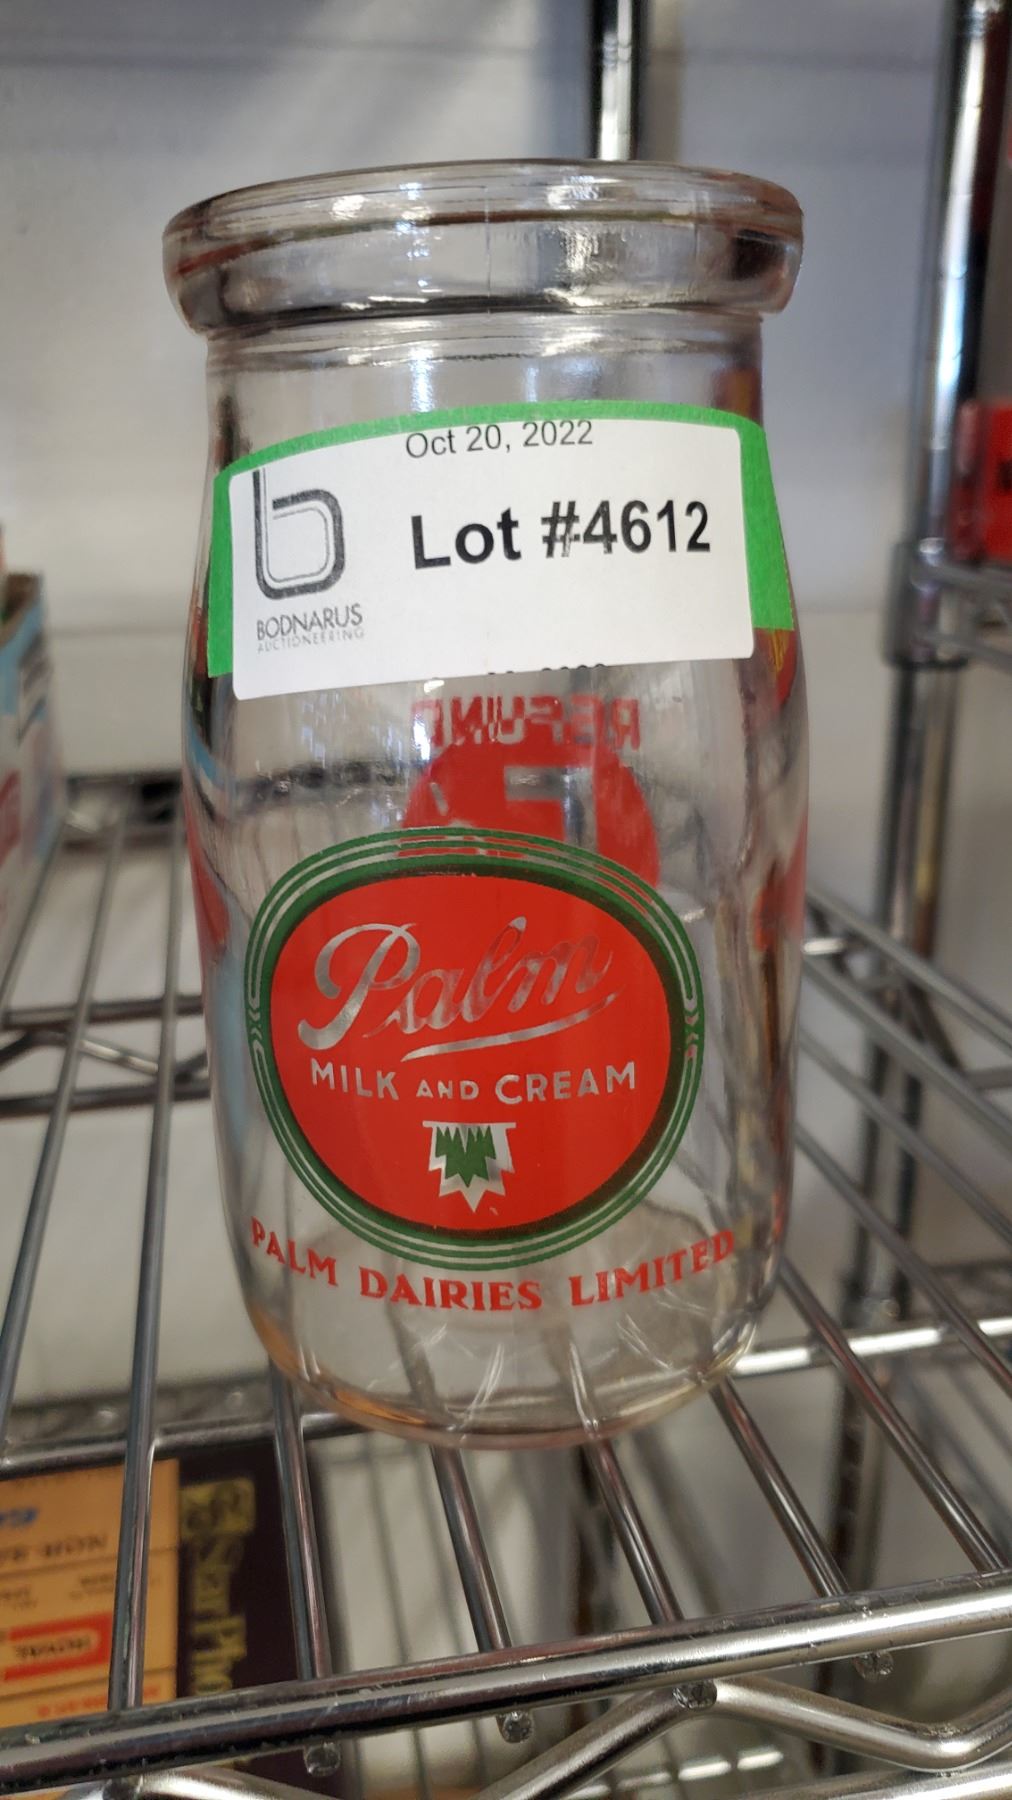 Oct 20, 2022
Lot #4612
BODNARUS
AUCTIONEERING
REFUND
Palm
MILK AND CREAM
PALM DAIRIES LIMITED